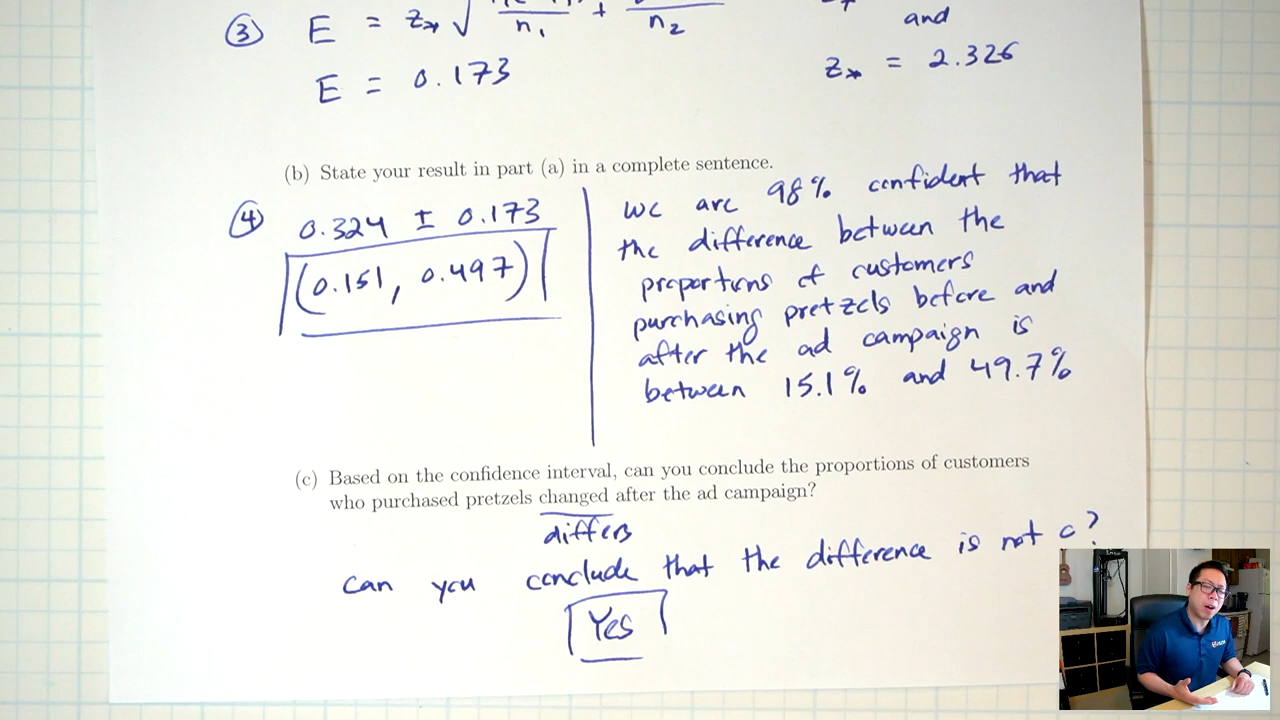 ③ E = z* √ n₁ + n₂
and
E = 0.173
z* = 2.326
(b) State your result in part (a) in a complete sentence.
④ 0.324 ± 0.173
(0.151, 0.497)
we are 98% confident that
the difference between the
proportions of customers
purchasing pretzels before and
after the ad campaign is
between 15.1% and 49.7%
(c) Based on the confidence interval, can you conclude the proportions of customers
who purchased pretzels changed after the ad campaign?
differs
can you conclude that the difference is not 0?
Yes